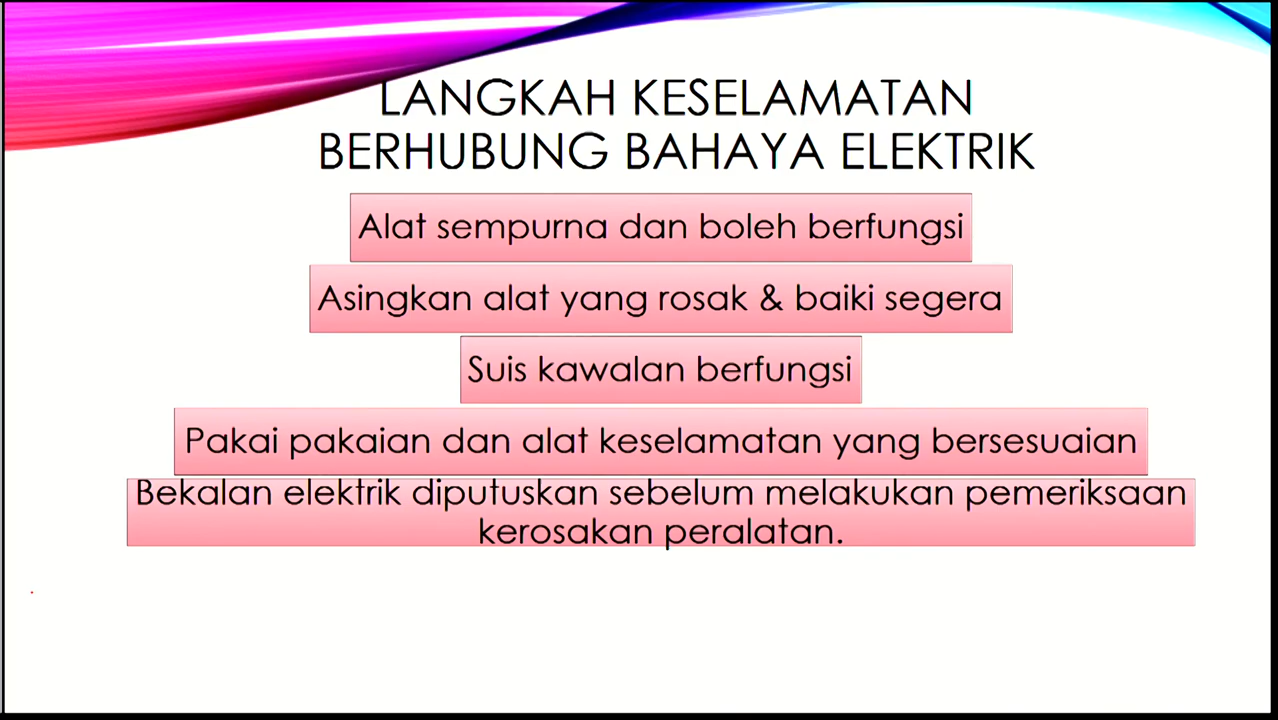 LANGKAH KESELAMATAN
BERHUBUNG BAHAYA ELEKTRIK
Alat sempurna dan boleh berfungsi
Asingkan alat yang rosak & baiki segera
Suis kawalan berfungsi
Pakai pakaian dan alat keselamatan yang bersesuaian
Bekalan elektrik diputuskan sebelum melakukan pemeriksaan
kerosakan peralatan.